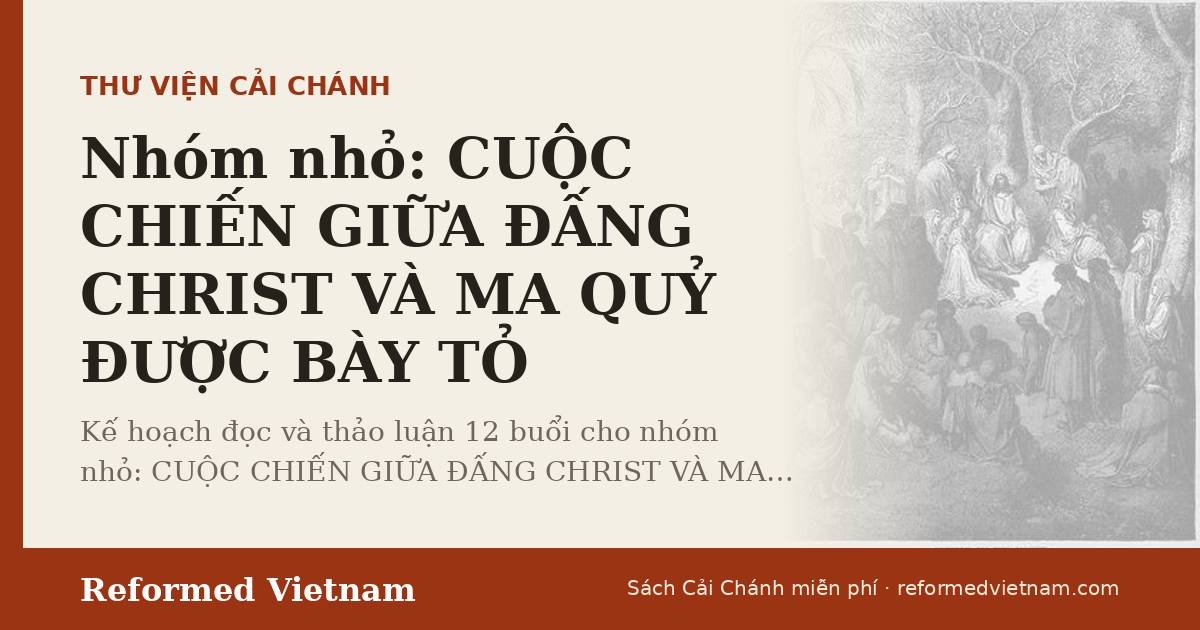 THƯ VIỆN CẢI CHÁNH
Nhóm nhỏ: CUỘC
CHIẾN GIỮA ĐẤNG
CHRIST VÀ MA QUỶ
ĐƯỢC BÀY TỎ
Kế hoạch đọc và thảo luận 12 buổi cho nhóm
nhỏ: CUỘC CHIẾN GIỮA ĐẤNG CHRIST VÀ MA...
Reformed Vietnam
Sách Cải Chánh miễn phí · reformedvietnam.com